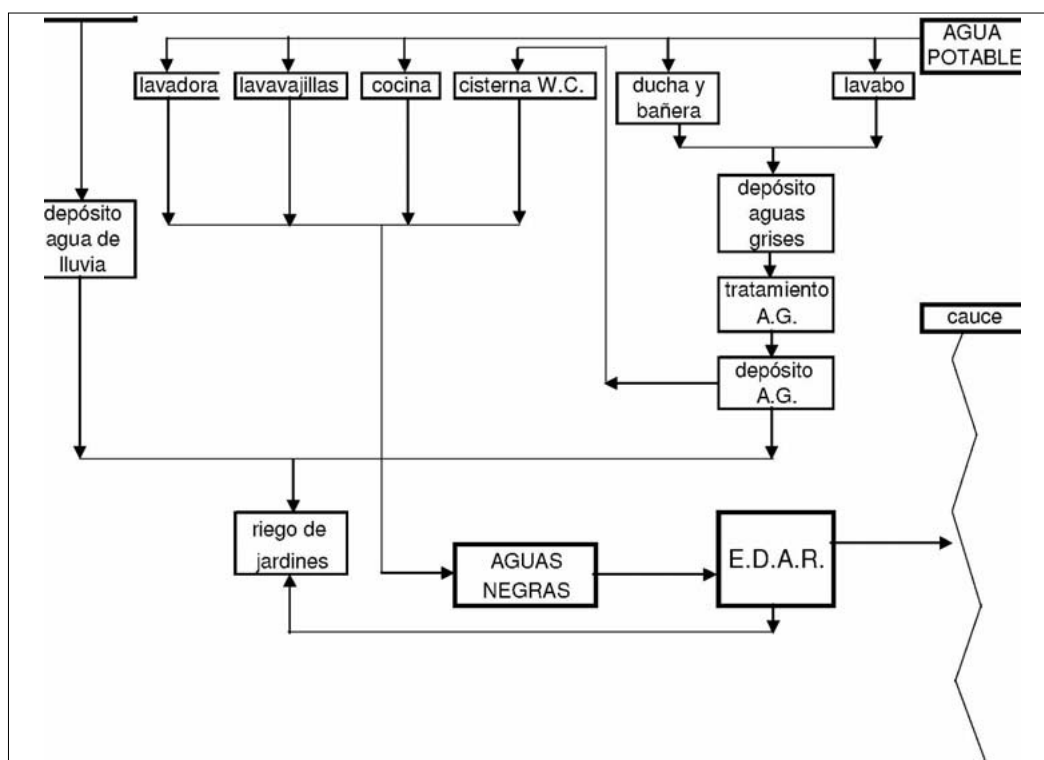 AGUA
POTABLE
lavadora
lavavajillas
cocina
cisterna W.C.
ducha y
bañera
lavabo
depósito
aguas
grises
depósito
agua de
lluvia
tratamiento
A.G.
cauce
depósito
A.G.
riego de
jardines
AGUAS
NEGRAS
E.D.A.R.